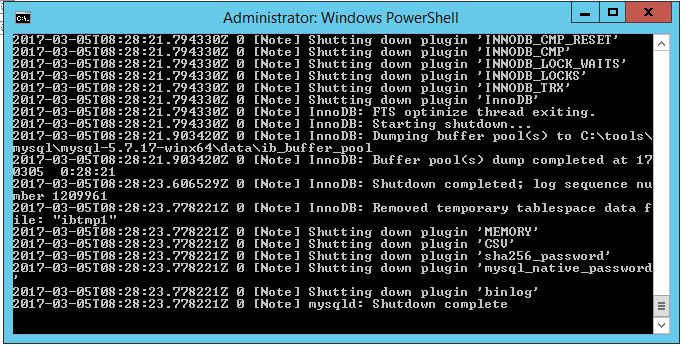 Administrator: Windows PowerShell
2017-03-05T08:28:21.794330Z 0 [Note] Shutting down plugin 'INNODB_CMP_RESET'
2017-03-05T08:28:21.794330Z 0 [Note] Shutting down plugin 'INNODB_CMP'
2017-03-05T08:28:21.794330Z 0 [Note] Shutting down plugin 'INNODB_LOCK_WAITS'
2017-03-05T08:28:21.794330Z 0 [Note] Shutting down plugin 'INNODB_LOCKS'
2017-03-05T08:28:21.794330Z 0 [Note] Shutting down plugin 'INNODB_TRX'
2017-03-05T08:28:21.794330Z 0 [Note] Shutting down plugin 'InnoDB'
2017-03-05T08:28:21.794330Z 0 [Note] InnoDB: FTS optimize thread exiting.
2017-03-05T08:28:21.794330Z 0 [Note] InnoDB: Starting shutdown...
2017-03-05T08:28:21.903420Z 0 [Note] InnoDB: Dumping buffer pool(s) to C:\tools\
mysql\mysql-5.7.17-winx64\data\ib_buffer_pool
2017-03-05T08:28:21.903420Z 0 [Note] InnoDB: Buffer pool(s) dump completed at 17
0305  0:28:21
2017-03-05T08:28:23.606529Z 0 [Note] InnoDB: Shutdown completed; log sequence nu
mber 1209961
2017-03-05T08:28:23.778221Z 0 [Note] InnoDB: Removed temporary tablespace data f
ile: "ibtmp1"
2017-03-05T08:28:23.778221Z 0 [Note] Shutting down plugin 'MEMORY'
2017-03-05T08:28:23.778221Z 0 [Note] Shutting down plugin 'CSV'
2017-03-05T08:28:23.778221Z 0 [Note] Shutting down plugin 'sha256_password'
2017-03-05T08:28:23.778221Z 0 [Note] Shutting down plugin 'mysql_native_password
'
2017-03-05T08:28:23.778221Z 0 [Note] Shutting down plugin 'binlog'
2017-03-05T08:28:23.778221Z 0 [Note] mysqld: Shutdown complete